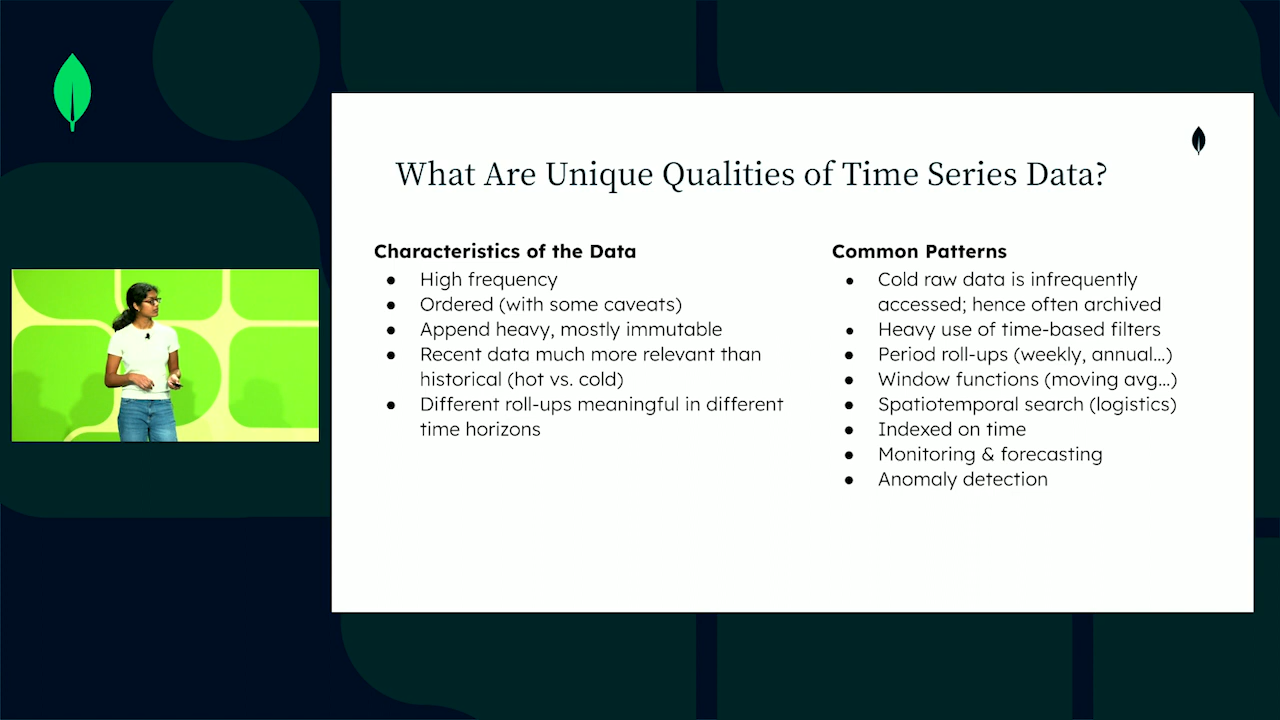 What Are Unique Qualities of Time Series Data?
Characteristics of the Data
● High frequency
● Ordered (with some caveats)
● Append heavy, mostly immutable
● Recent data much more relevant than
historical (hot vs. cold)
● Different roll-ups meaningful in different
time horizons
Common Patterns
● Cold raw data is infrequently
accessed; hence often archived
● Heavy use of time-based filters
● Period roll-ups (weekly, annual...)
● Window functions (moving avg...)
● Spatiotemporal search (logistics)
● Indexed on time
● Monitoring & forecasting
● Anomaly detection